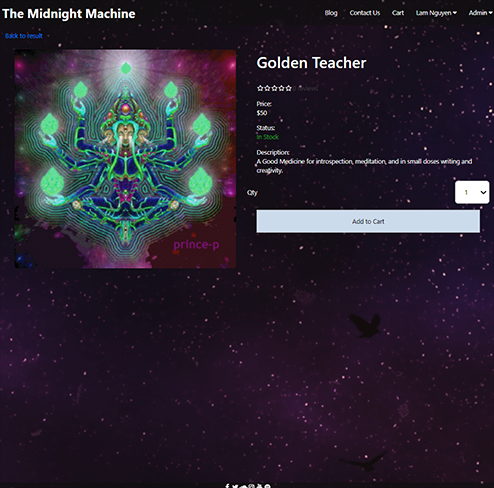 The Midnight Machine
Blog Contact Us Cart Lam Nguyen Admin
Back to result
Golden Teacher
0 reviews
Price:
$50
Status:
In Stock
Description:
A Good Medicine for introspection, meditation, and in small doses writing and
creativity.
Qty
1
Add to Cart
prince-p